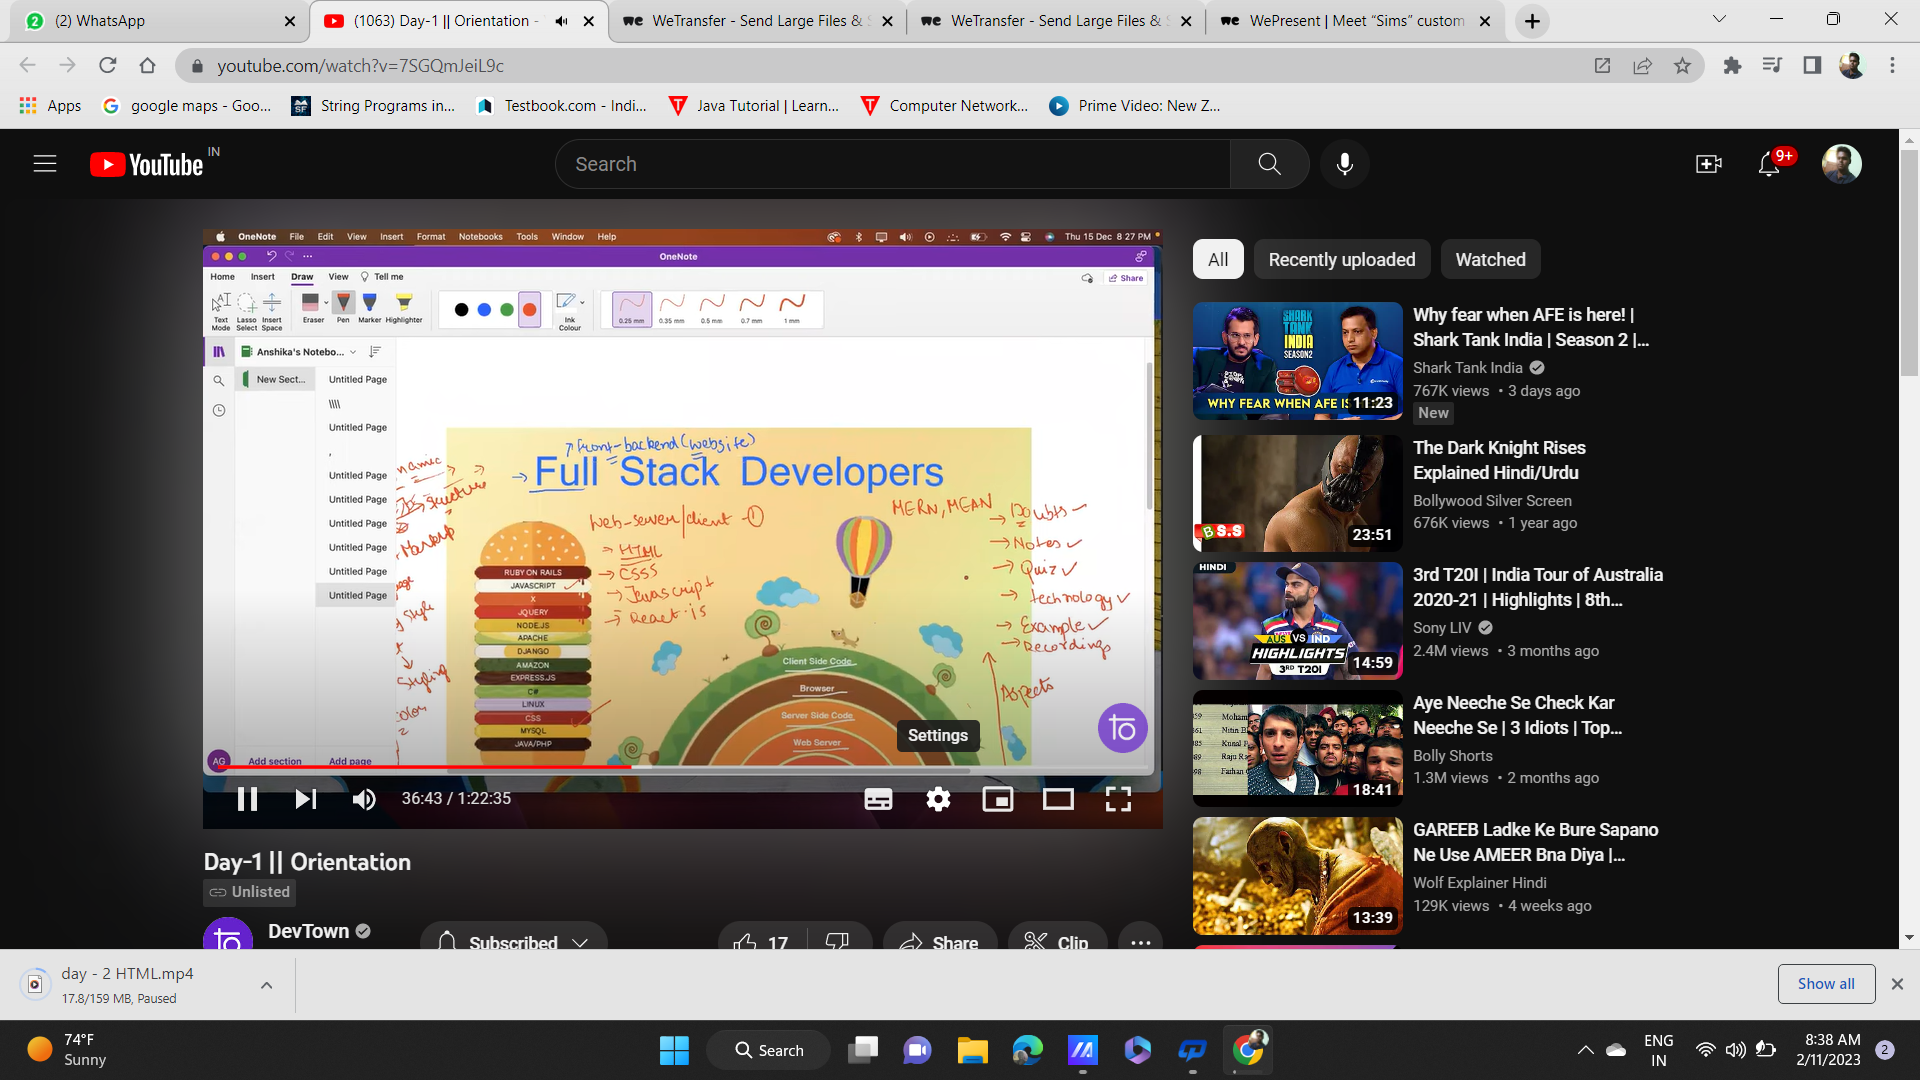 (2) WhatsApp
(1063) Day-1 || Orientation -
WeTransfer - Send Large Files &
WeTransfer - Send Large Files &
WePresent | Meet “Sims” custom
youtube.com/watch?v=7SGQmJeiL9c
Apps
google maps - Goo...
String Programs in...
Testbook.com - Indi...
Java Tutorial | Learn...
Computer Network...
Prime Video: New Z...
YouTube IN
Search
9+
OneNote File Edit View Insert Format Notebooks Tools Window Help
Thu 15 Dec 8 27 PM
OneNote
Home Insert Draw View Tell me
Share
Text Mode
Lasso Select
Insert Space
Eraser
Pen
Marker
Highlighter
Ink Colour
0.25 mm
0.35 mm
0.5 mm
0.7 mm
1 mm
Anshika's Notebo...
New Sect...
Untitled Page
\\\\
Untitled Page
,
Untitled Page
Untitled Page
Untitled Page
Untitled Page
Untitled Page
Untitled Page
Add section
Add page
AG
namic
structure
Markup
style
styling
color
Front-backend (website)
→ Full Stack Developers
MERN, MEAN
Web-server/client - ①
→ HTML
→ CSSS
→ Javascript
→ React-js
→ Doubts
→ Notes
→ Quiz
→ technology
→ Example
→ Recordings
Aspects
RUBY ON RAILS
JAVASCRIPT
X
JQUERY
NODE.JS
APACHE
DJANGO
AMAZON
EXPRESS.JS
C#
LINUX
CSS
MYSQL
JAVA/PHP
Client Side Code
Browser
Server Side Code
Web Server
Settings
36:43 / 1:22:35
Day-1 || Orientation
Unlisted
DevTown
Subscribed
17
Share
Clip
All
Recently uploaded
Watched
SHARK TANK INDIA SEASON2
WHY FEAR WHEN AFE IS
11:23
Why fear when AFE is here! |
Shark Tank India | Season 2 |...
Shark Tank India
767K views • 3 days ago
New
B S.S
23:51
The Dark Knight Rises
Explained Hindi/Urdu
Bollywood Silver Screen
676K views • 1 year ago
HINDI
AUS VS IND
HIGHLIGHTS
3RD T20I
14:59
3rd T20I | India Tour of Australia
2020-21 | Highlights | 8th...
Sony LIV
2.4M views • 3 months ago
18:41
Aye Neeche Se Check Kar
Neeche Se | 3 Idiots | Top...
Bolly Shorts
1.3M views • 2 months ago
13:39
GAREEB Ladke Ke Bure Sapano
Ne Use AMEER Bna Diya |...
Wolf Explainer Hindi
129K views • 4 weeks ago
day - 2 HTML.mp4
17.8/159 MB, Paused
Show all
74°F
Sunny
Search
ENG
IN
8:38 AM
2/11/2023
2